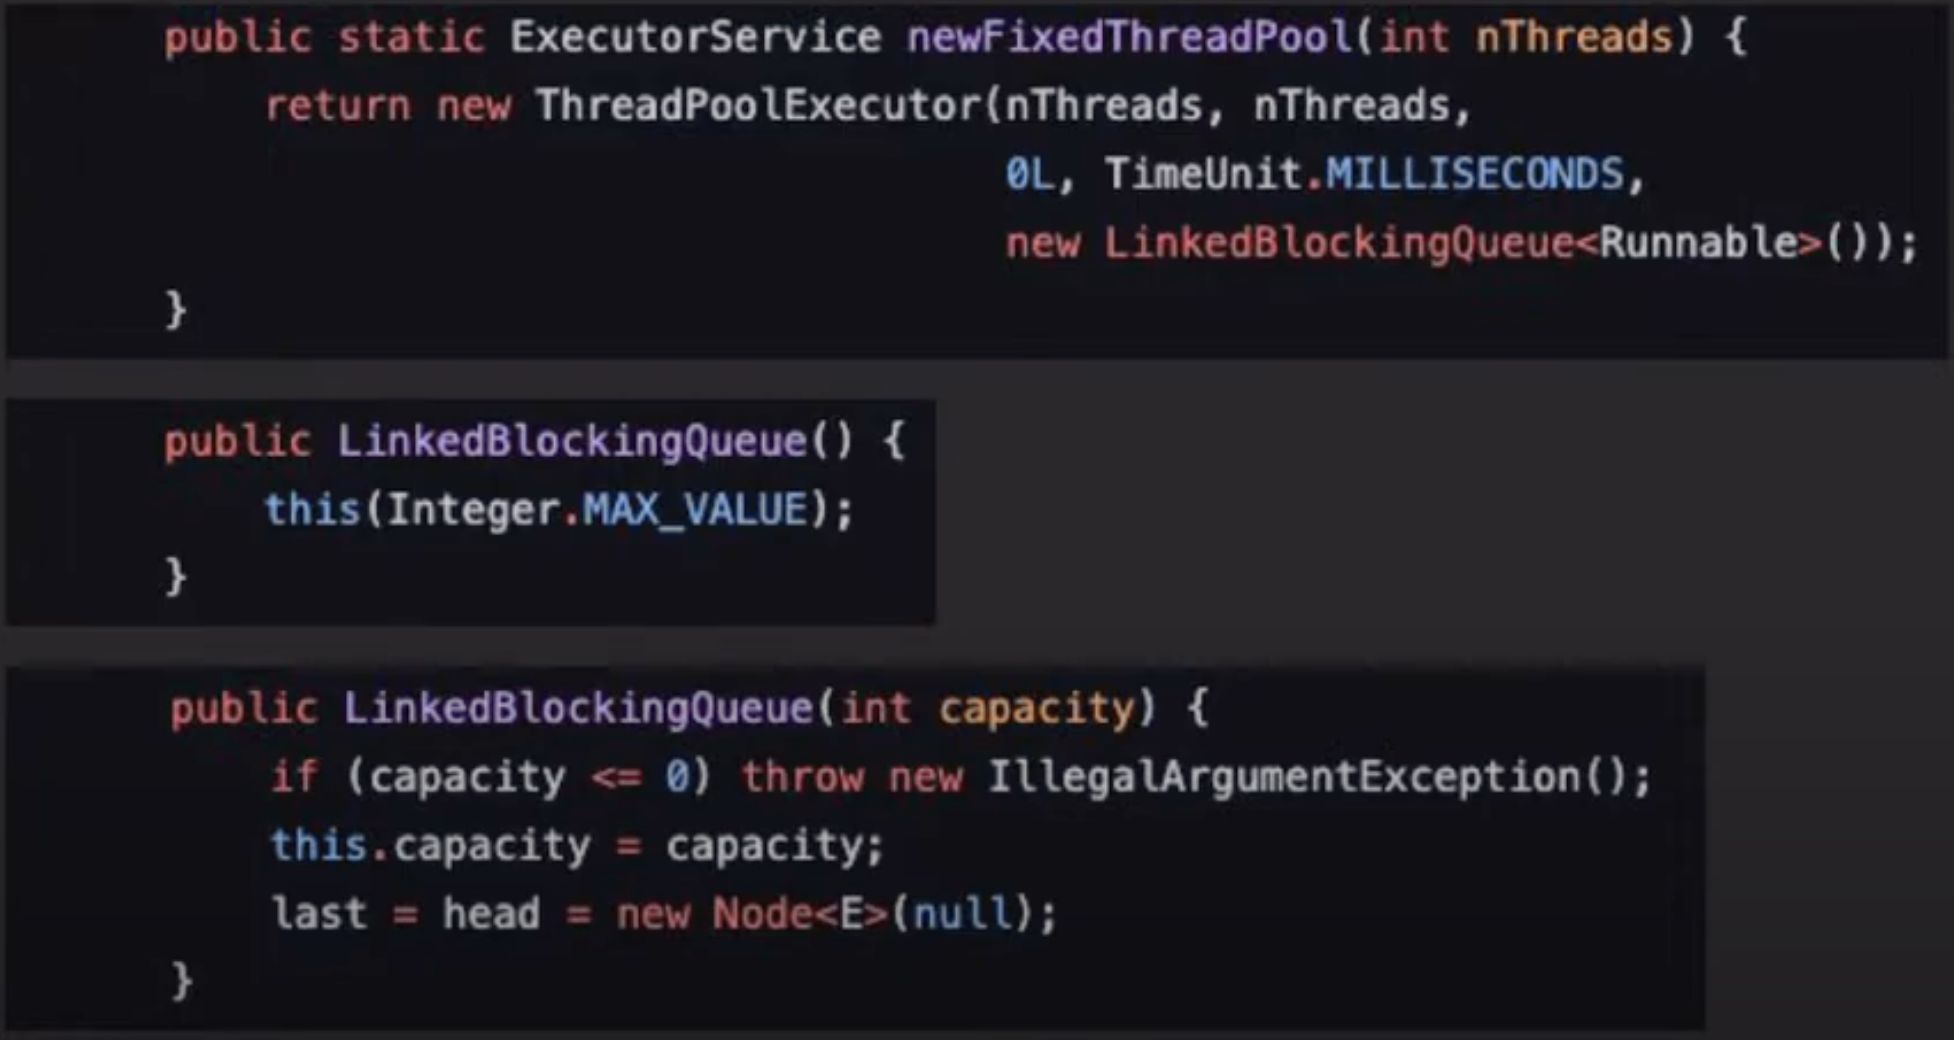 public static ExecutorService newFixedThreadPool(int nThreads) {
return new ThreadPoolExecutor(nThreads, nThreads,
0L, TimeUnit.MILLISECONDS,
new LinkedBlockingQueue<Runnable>());
}
public LinkedBlockingQueue() {
this(Integer.MAX_VALUE);
}
public LinkedBlockingQueue(int capacity) {
if (capacity <= 0) throw new IllegalArgumentException();
this.capacity = capacity;
last = head = new Node<E>(null);
}